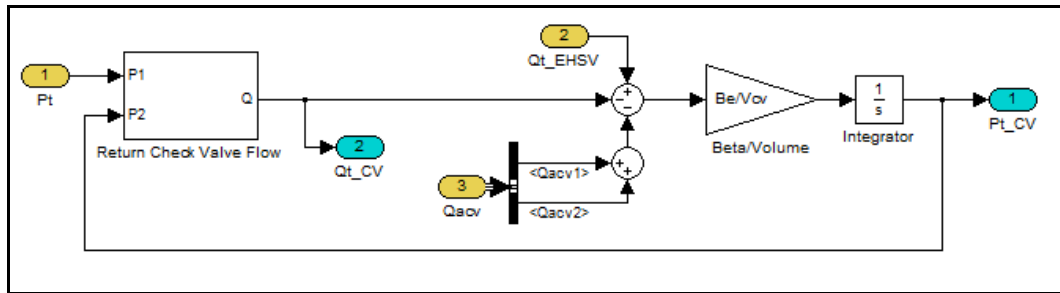 2
Qt_EHSV
1
Pt
P1
P2
Q
Return Check Valve Flow
2
Qt_CV
3
Qacv
<Qacv1>
<Qacv2>
Be/Vcv
Beta/Volume
1
s
Integrator
1
Pt_CV